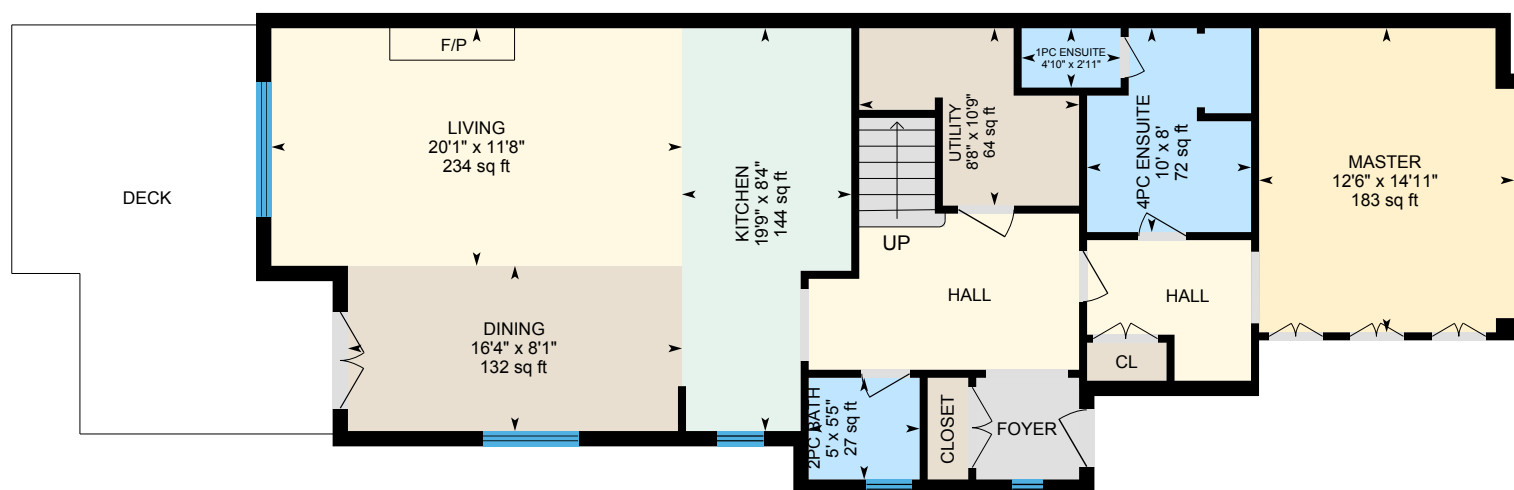 F/P
LIVING
20'1" x 11'8"
234 sq ft
DECK
DINING
16'4" x 8'1"
132 sq ft
KITCHEN
19'9" x 8'4"
144 sq ft
UP
UTILITY
8'8" x 10'9"
64 sq ft
1PC ENSUITE
4'10" x 2'11"
4PC ENSUITE
10' x 8'
72 sq ft
MASTER
12'6" x 14'11"
183 sq ft
HALL
HALL
CL
2PC BATH
5' x 5'5"
27 sq ft
CLOSET
FOYER